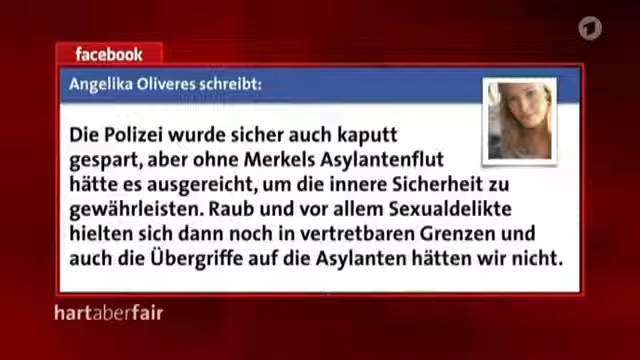 facebook
Angelika Oliveres schreibt:
Die Polizei wurde sicher auch kaputt
gespart, aber ohne Merkels Asylantenflut
hätte es ausgereicht, um die innere Sicherheit zu
gewährleisten. Raub und vor allem Sexualdelikte
hielten sich dann noch in vertretbaren Grenzen und
auch die Übergriffe auf die Asylanten hätten wir nicht.
hartaberfair